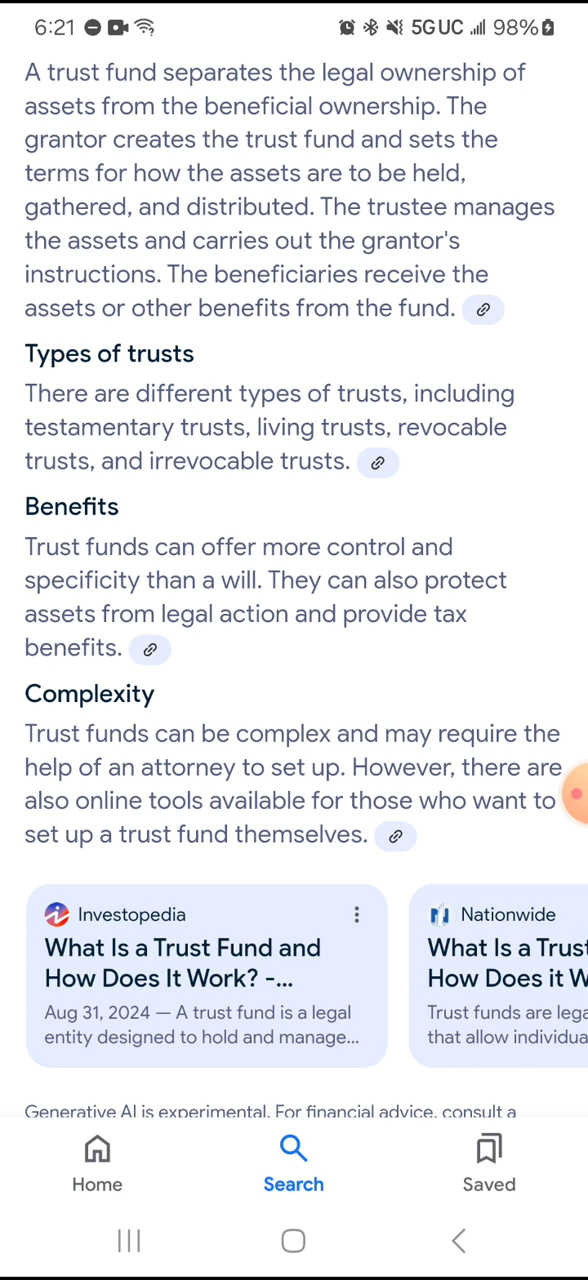 6:21
5G UC 98%
A trust fund separates the legal ownership of
assets from the beneficial ownership. The
grantor creates the trust fund and sets the
terms for how the assets are to be held,
gathered, and distributed. The trustee manages
the assets and carries out the grantor's
instructions. The beneficiaries receive the
assets or other benefits from the fund.
Types of trusts
There are different types of trusts, including
testamentary trusts, living trusts, revocable
trusts, and irrevocable trusts.
Benefits
Trust funds can offer more control and
specificity than a will. They can also protect
assets from legal action and provide tax
benefits.
Complexity
Trust funds can be complex and may require the
help of an attorney to set up. However, there are
also online tools available for those who want to
set up a trust fund themselves.
Investopedia
What Is a Trust Fund and
How Does It Work? -...
Aug 31, 2024 — A trust fund is a legal
entity designed to hold and manage...
Nationwide
What Is a Trus
How Does it W
Trust funds are lega
that allow individua
Generative AI is experimental. For financial advice, consult a
Home
Search
Saved